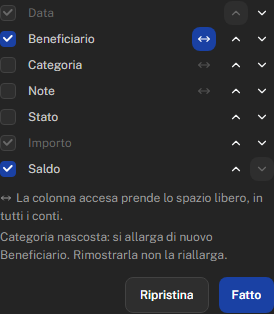 Data
Beneficiario
Categoria
Note
Stato
Importo
Saldo
↔ La colonna accesa prende lo spazio libero, in
tutti i conti.
Categoria nascosta: si allarga di nuovo
Beneficiario. Rimostrarla non la riallarga.
Ripristina Fatto